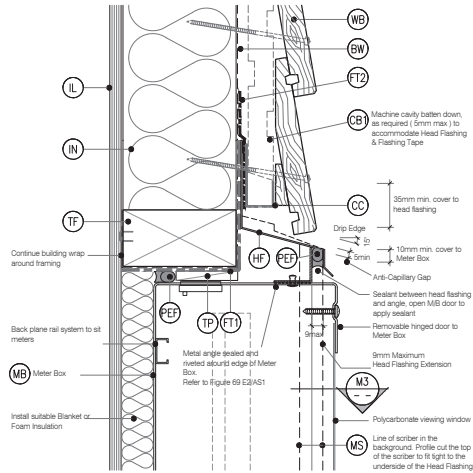 WB
BW
IL
FT2
CB1
Machine cavity batten down,
as required ( 5mm max ) to
accommodate Head Flashing
& Flashing Tape
IN
35mm min. cover to
head flashing
CC
TF
Drip Edge
15°
10mm min. cover to
Meter Box
5min
HF
PEF
Continue building wrap
around framing
Anti-Capillary Gap
Sealant between head flashing
and angle, open M/B door to
apply sealant
PEF
TP
FT1
9max
Removable hinged door to
Meter Box
Back plane rail system to sit
meters
Metal angle sealed and
riveted around edge of Meter
Box.
Refer to Figure 69 E2/AS1
9mm Maximum
Head Flashing Extension
MB
Meter Box
M3
Install suitable Blanket or
Foam Insulation
Polycarbonate viewing window
MS
Line of scriber in the
background. Profile cut the top
of the scriber to fit tight to the
underside of the Head Flashing